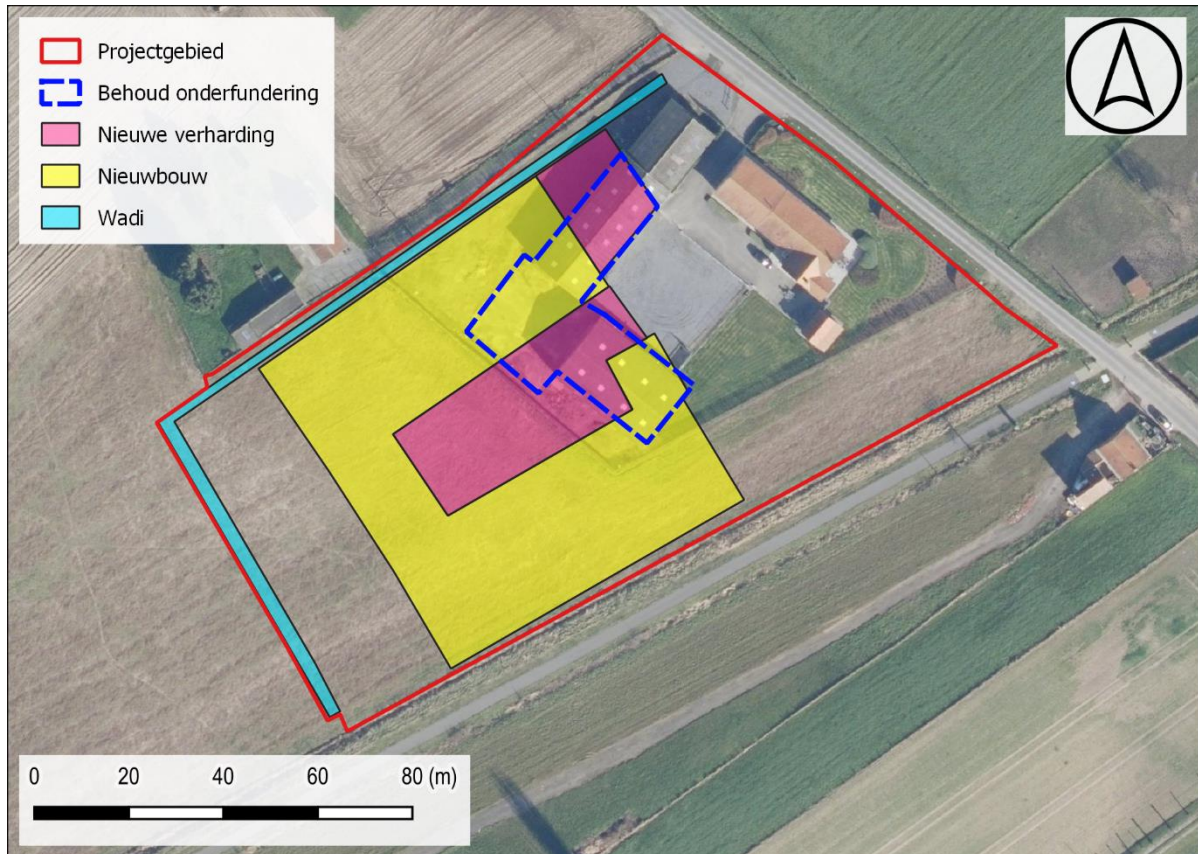 Projectgebied
Behoud onderfundering
Nieuwe verharding
Nieuwbouw
Wadi
0 20 40 60 80 (m)